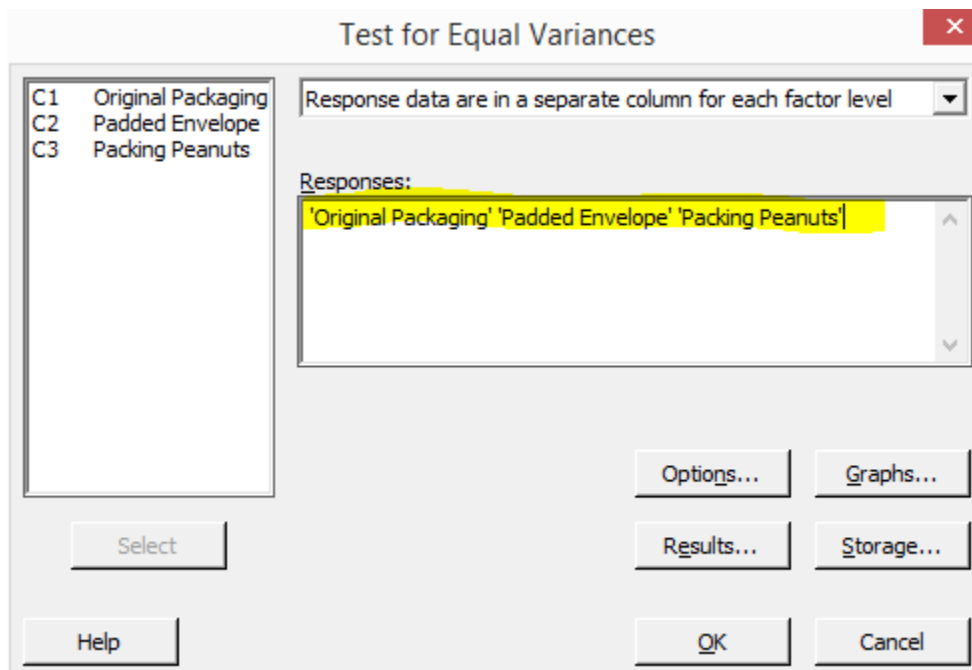 Test for Equal Variances
C1 Original Packaging
C2 Padded Envelope
C3 Packing Peanuts
Response data are in a separate column for each factor level
Responses:
'Original Packaging' 'Padded Envelope' 'Packing Peanuts'
Options... Graphs...
Select Results... Storage...
Help OK Cancel